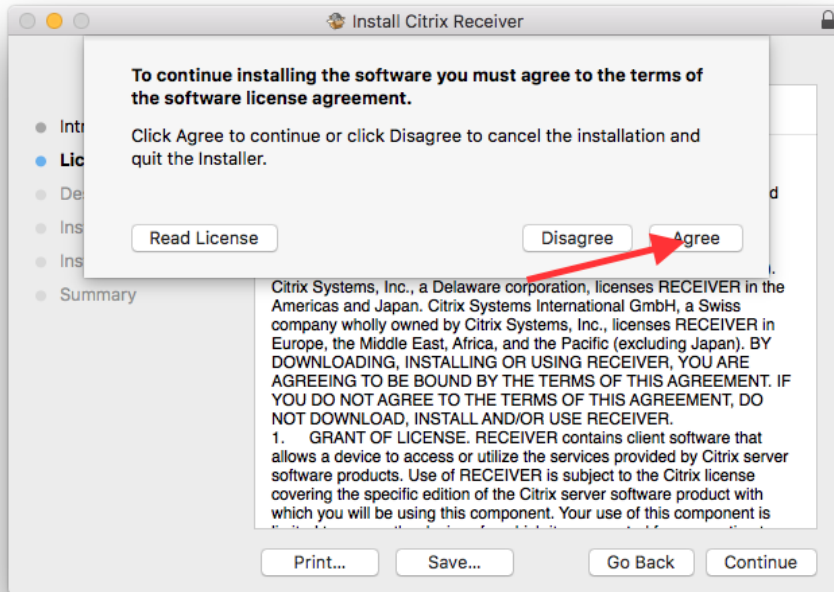 Install Citrix Receiver
To continue installing the software you must agree to the terms of
the software license agreement.
Click Agree to continue or click Disagree to cancel the installation and
quit the Installer.
Read License
Disagree
Agree
Lic
De
Ins
Ins
Summary
d
Citrix Systems, Inc., a Delaware corporation, licenses RECEIVER in the
Americas and Japan. Citrix Systems International GmbH, a Swiss
company wholly owned by Citrix Systems, Inc., licenses RECEIVER in
Europe, the Middle East, Africa, and the Pacific (excluding Japan). BY
DOWNLOADING, INSTALLING OR USING RECEIVER, YOU ARE
AGREEING TO BE BOUND BY THE TERMS OF THIS AGREEMENT. IF
YOU DO NOT AGREE TO THE TERMS OF THIS AGREEMENT, DO
NOT DOWNLOAD, INSTALL AND/OR USE RECEIVER.
1. GRANT OF LICENSE. RECEIVER contains client software that
allows a device to access or utilize the services provided by Citrix server
software products. Use of RECEIVER is subject to the Citrix license
covering the specific edition of the Citrix server software product with
which you will be using this component. Your use of this component is
Print...
Save...
Go Back
Continue